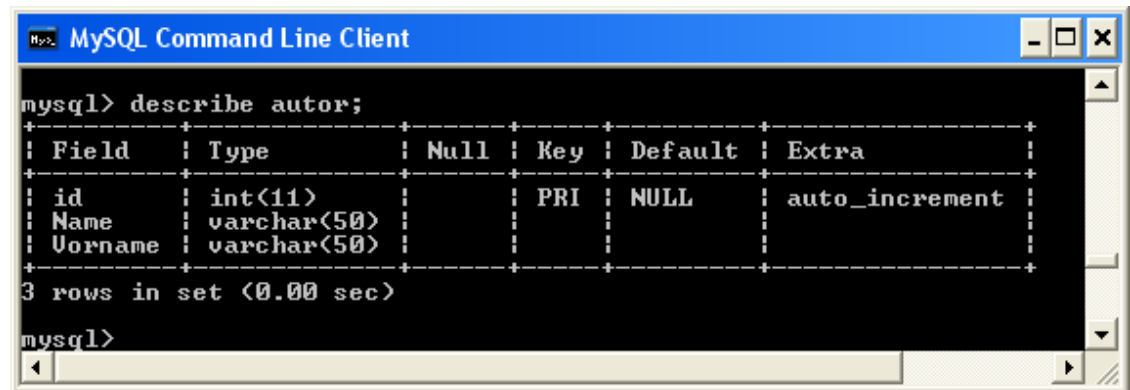 MySQL Command Line Client
mysql> describe autor;
+---------+-------------+------+-----+---------+----------------+
| Field | Type | Null | Key | Default | Extra |
+---------+-------------+------+-----+---------+----------------+
| id | int(11) | | PRI | NULL | auto_increment |
| Name | varchar(50) | | | | |
| Vorname | varchar(50) | | | | |
+---------+-------------+------+-----+---------+----------------+
3 rows in set (0.00 sec)
mysql>